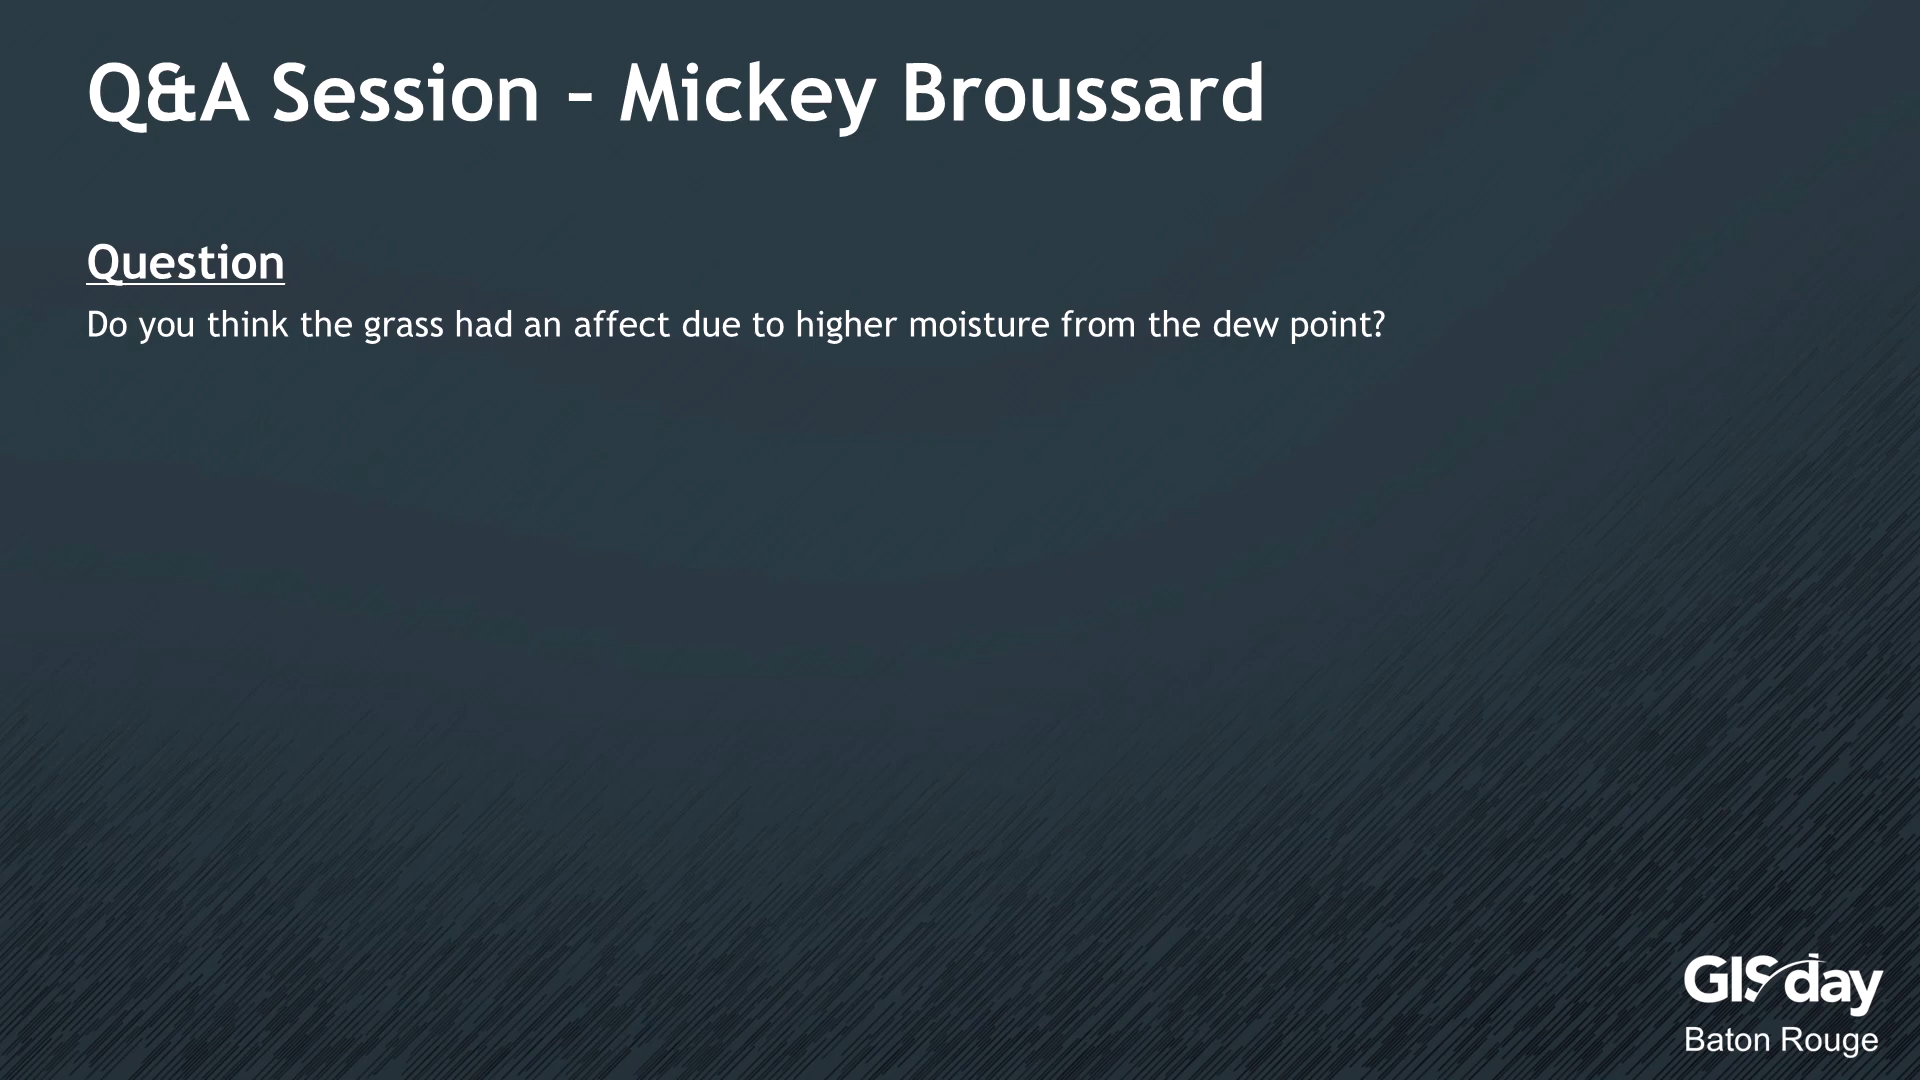 Q&A Session – Mickey Broussard
Question
Do you think the grass had an affect due to higher moisture from the dew point?
GISday
Baton Rouge